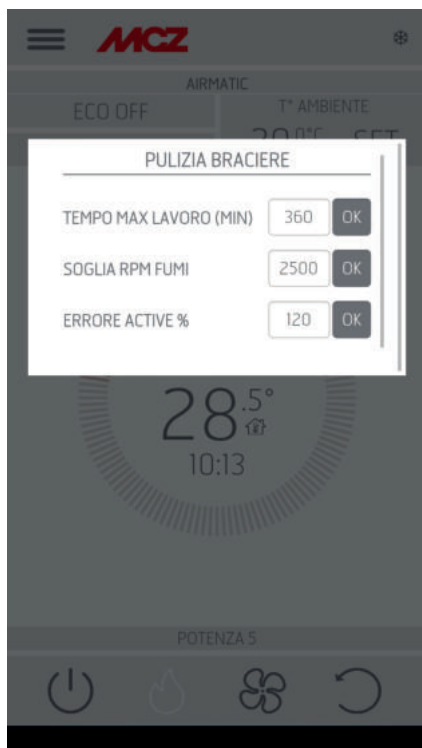 MCZ
AIRMATIC
ECO OFF
T° AMBIENTE
SET
PULIZIA BRACIERE
TEMPO MAX LAVORO (MIN) 360 OK
SOGLIA RPM FUMI 2500 OK
ERRORE ACTIVE % 120 OK
28.5°
10:13
POTENZA 5